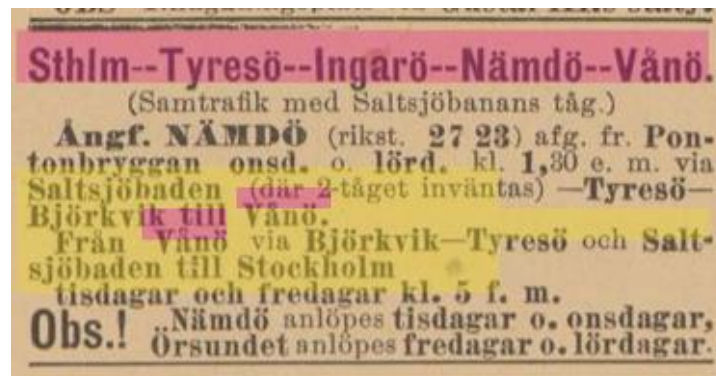 Sthlm--Tyresö--Ingarö--Nämdö--Vånö.
(Samtrafik med Saltsjöbanans tåg.)
Ångf. NÄMDÖ (rikst. 27 23) afg. fr. Pon-
tonbryggan onsd. o. lörd. kl. 1,30 e. m. via
Saltsjöbaden (där 2-tåget inväntas) —Tyresö—
Björkvik till Vånö.
Från Vånö via Björkvik—Tyresö och Salt-
sjöbaden till Stockholm
tisdagar och fredagar kl. 5 f. m.
Obs.! Nämdö anlöpes tisdagar o. onsdagar,
Örsundet anlöpes fredagar o. lördagar.